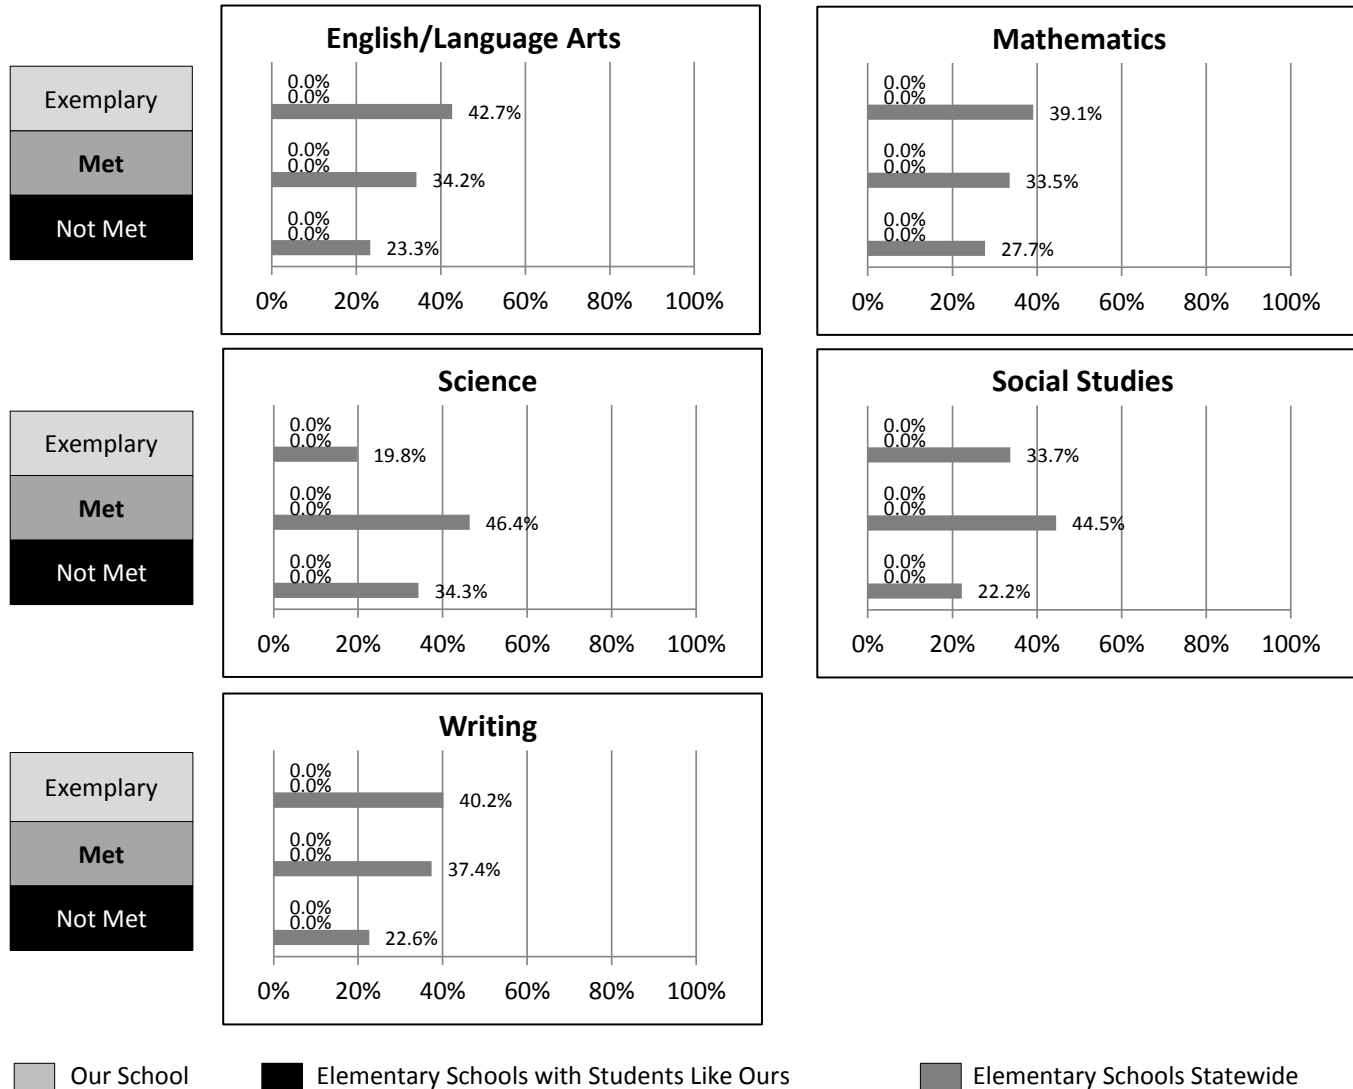 English/Language Arts
Exemplary
Met
Not Met
0.0%
0.0%
42.7%
0.0%
0.0%
34.2%
0.0%
0.0%
23.3%
0% 20% 40% 60% 80% 100%
Mathematics
0.0%
0.0%
39.1%
0.0%
0.0%
33.5%
0.0%
0.0%
27.7%
0% 20% 40% 60% 80% 100%
Science
Exemplary
Met
Not Met
0.0%
0.0%
19.8%
0.0%
0.0%
46.4%
0.0%
0.0%
34.3%
0% 20% 40% 60% 80% 100%
Social Studies
0.0%
0.0%
33.7%
0.0%
0.0%
44.5%
0.0%
0.0%
22.2%
0% 20% 40% 60% 80% 100%
Writing
Exemplary
Met
Not Met
0.0%
0.0%
40.2%
0.0%
0.0%
37.4%
0.0%
0.0%
22.6%
0% 20% 40% 60% 80% 100%
Our School Elementary Schools with Students Like Ours Elementary Schools Statewide